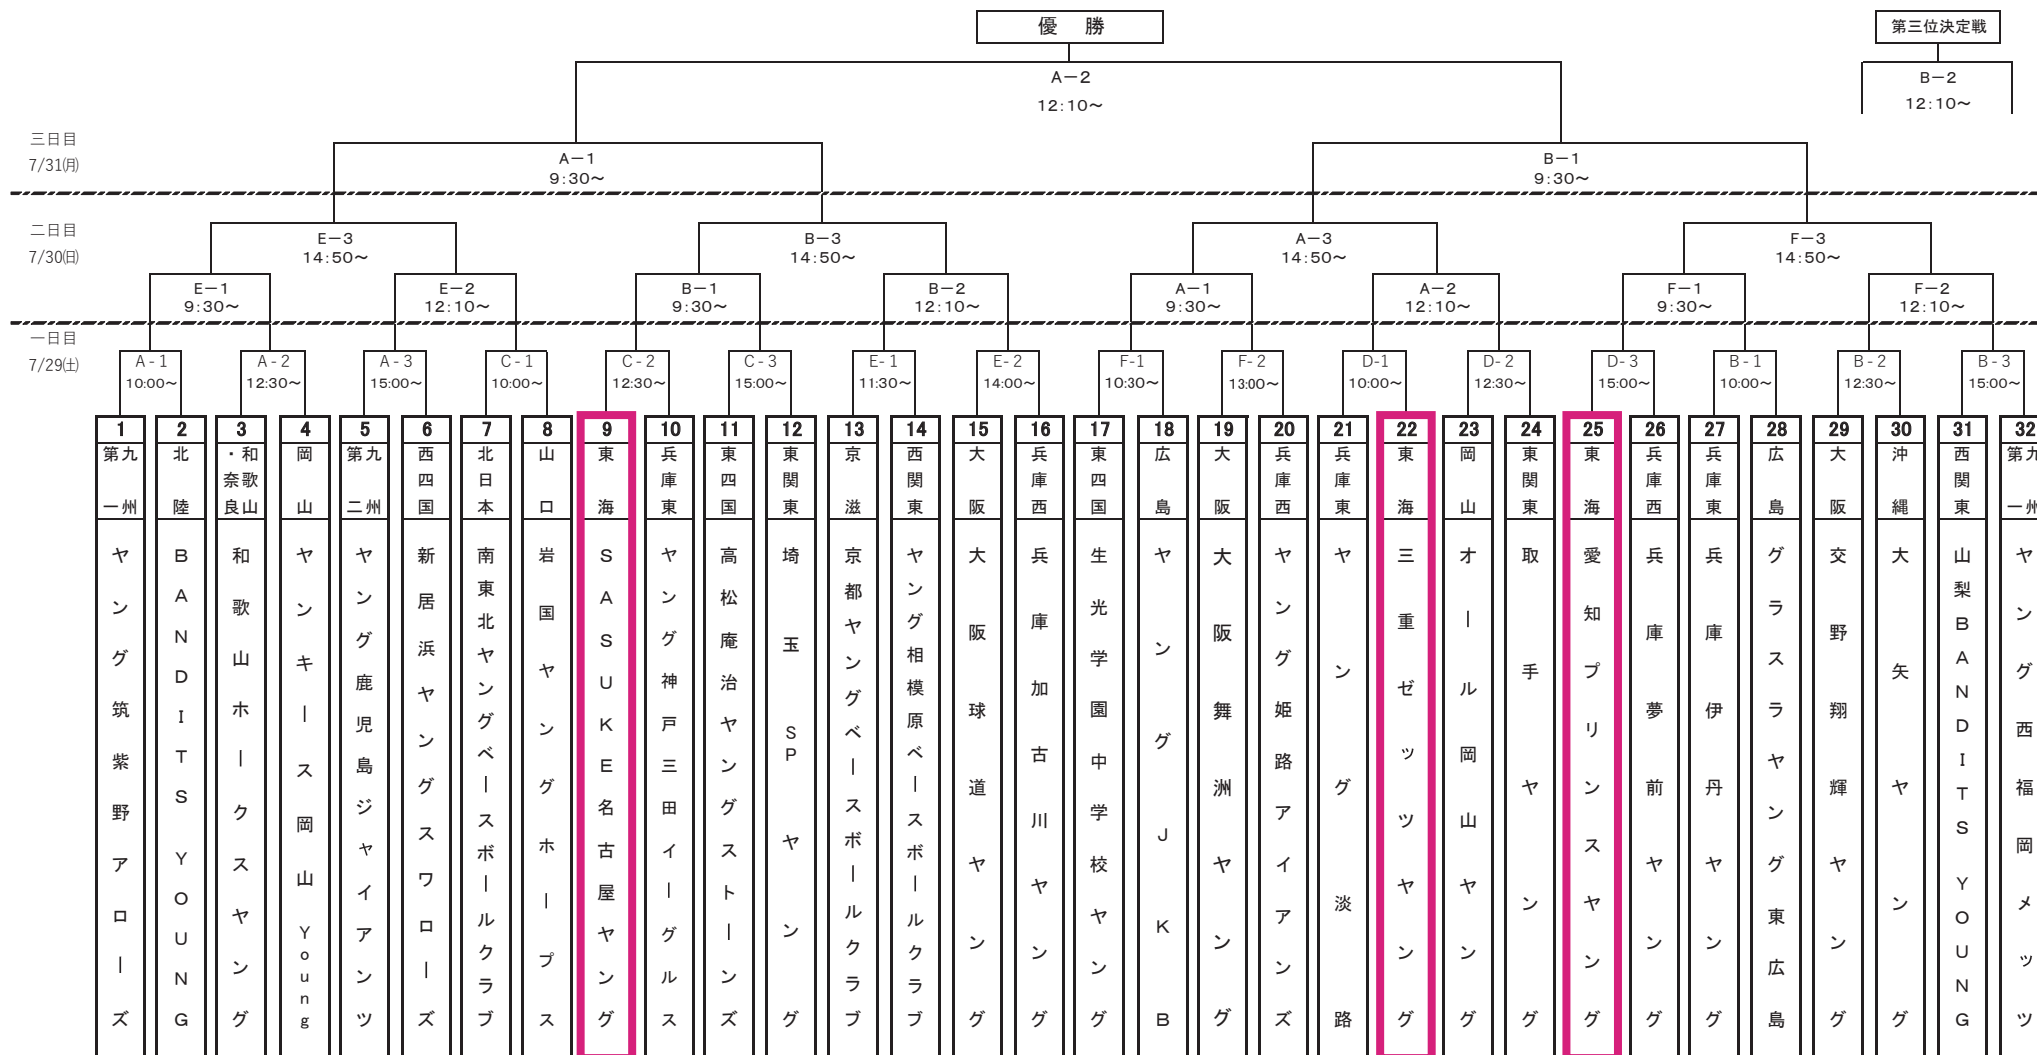 優 勝
第三位決定戦
A-2
12:10~
B-2
12:10~
三日目
7/31㈪
A-1
9:30~
B-1
9:30~
二日目
7/30㈰
E-3
14:50~
B-3
14:50~
A-3
14:50~
F-3
14:50~
E-1
9:30~
E-2
12:10~
B-1
9:30~
B-2
12:10~
A-1
9:30~
A-2
12:10~
F-1
9:30~
F-2
12:10~
一日目
7/29㈯
A-1
10:00~
A-2
12:30~
A-3
15:00~
C-1
10:00~
C-2
12:30~
C-3
15:00~
E-1
11:30~
E-2
14:00~
F-1
10:30~
F-2
13:00~
D-1
10:00~
D-2
12:30~
D-3
15:00~
B-1
10:00~
B-2
12:30~
B-3
15:00~
1
九州
第一
ヤング筑紫野アローズ
2
北陸
BANDITS YOUNG
3
和歌山
・奈良
和歌山ホークスヤング
4
岡山
ヤンキース岡山Young
5
九州
第二
ヤング鹿児島ジャイアンツ
6
西四国
新居浜ヤングスワローズ
7
北日本
南東北ヤングベースボールクラブ
8
山口
岩国ヤングホープス
9
東海
SASUKE名古屋ヤング
10
兵庫東
ヤング神戸三田イーグルス
11
東四国
高松庵治ヤングストーンズ
12
東関東
埼玉SPヤング
13
京滋
京都ヤングベースボールクラブ
14
西関東
ヤング相模原ベースボールクラブ
15
大阪
大阪球道ヤング
16
兵庫西
兵庫加古川ヤング
17
東四国
生光学園中学校ヤング
18
広島
ヤングJKB
19
大阪
大阪舞洲ヤング
20
兵庫西
ヤング姫路アイアンズ
21
兵庫東
ヤング淡路
22
東海
三重ゼッツヤング
23
岡山
オール岡山ヤング
24
東関東
取手ヤング
25
東海
愛知プリンスヤング
26
兵庫西
兵庫夢前ヤング
27
兵庫東
兵庫伊丹ヤング
28
広島
グラスラヤング東広島
29
大阪
交野翔輝ヤング
30
沖縄
大矢ヤング
31
西関東
山梨BANDITS YOUNG
32
九州
第一
ヤング西福岡メッツ